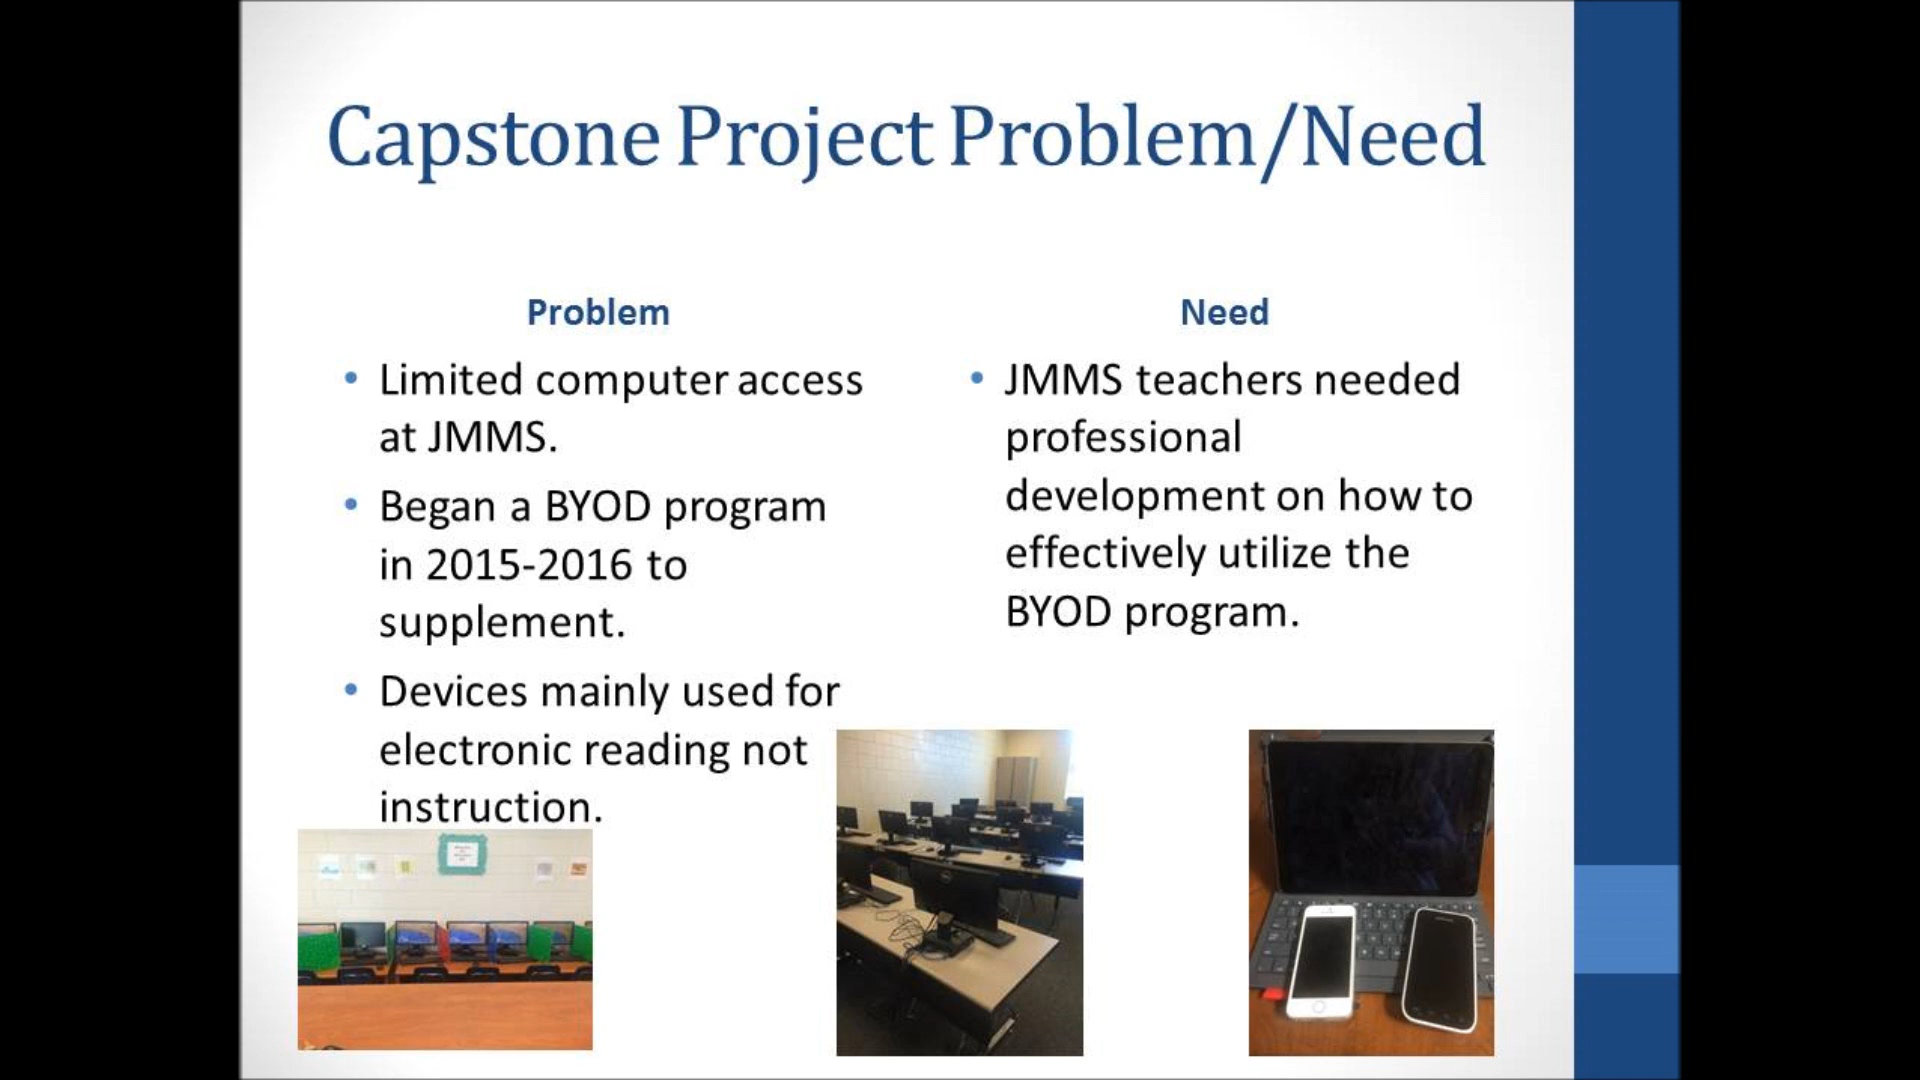 Capstone Project Problem/Need
Problem
• Limited computer access
at JMMS.
• Began a BYOD program
in 2015-2016 to
supplement.
• Devices mainly used for
electronic reading not
instruction.
Need
• JMMS teachers needed
professional
development on how to
effectively utilize the
BYOD program.